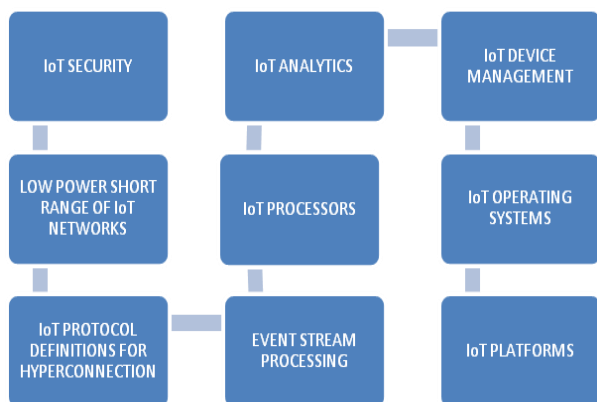 IoT SECURITY
LOW POWER SHORT
RANGE OF IoT
NETWORKS
IoT PROTOCOL
DEFINITIONS FOR
HYPERCONNECTION
EVENT STREAM
PROCESSING
IoT PROCESSORS
IoT ANALYTICS
IoT DEVICE
MANAGEMENT
IoT OPERATING
SYSTEMS
IoT PLATFORMS